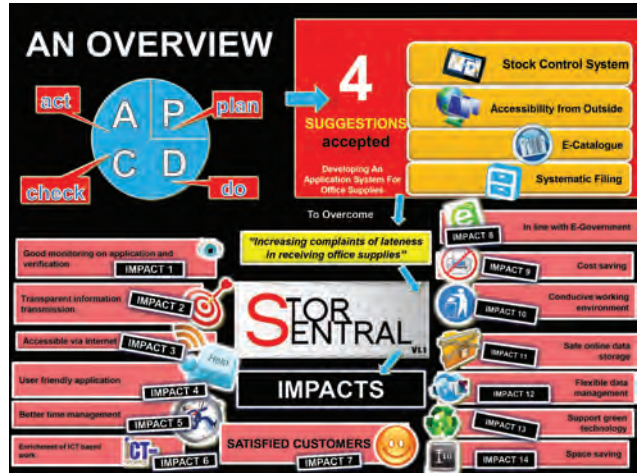 AN OVERVIEW
act
A
P
plan
check
C
D
do
4
SUGGESTIONS
accepted
Developing An
Application System For
Office Supplies
Stock Control System
Accessibility from Outside
E-Catalogue
Systematic Filing
To Overcome
"Increasing complaints of lateness
in receiving office supplies"
STOR
SENTRAL
V1.1
IMPACTS
Good monitoring on application and
verification
IMPACT 1
Transparent information
transmission
IMPACT 2
Accessible via internet
IMPACT 3
Help
User friendly application
IMPACT 4
Better time management
IMPACT 5
Enrichment of ICT based
work
IMPACT 6
ICT
SATISFIED CUSTOMERS
IMPACT 7
In line with E-Government
IMPACT 8
Cost saving
IMPACT 9
Conducive working
environment
IMPACT 10
Safe online data
storage
IMPACT 11
Flexible data
management
IMPACT 12
Support green
technology
IMPACT 13
Space saving
IMPACT 14